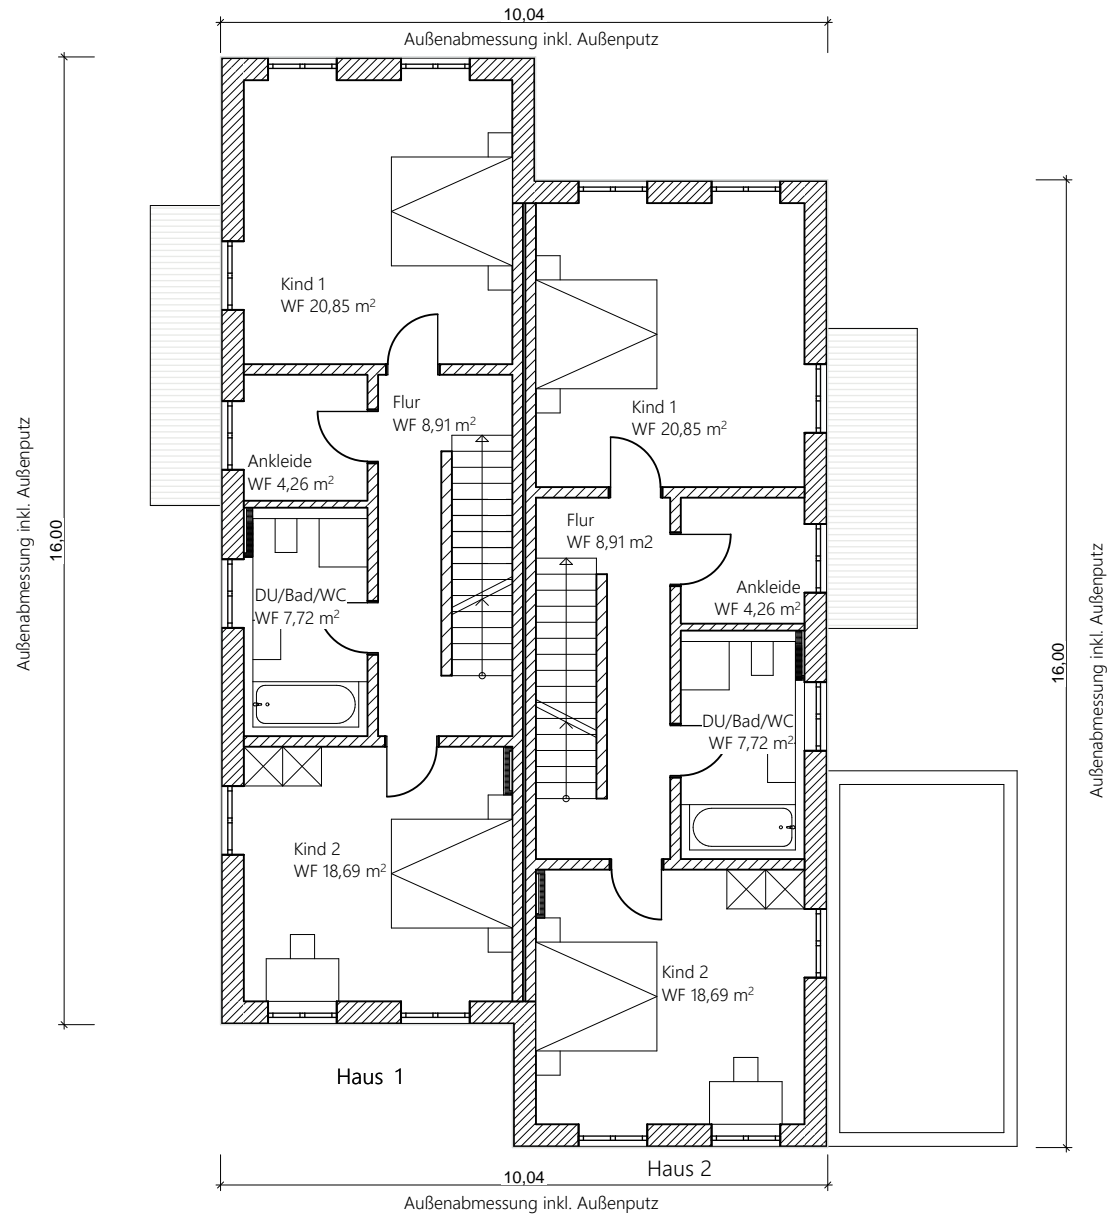 10,04
Außenabmessung inkl. Außenputz
Kind 1
WF 20,85 m²
Flur
WF 8,91 m²
Kind 1
WF 20,85 m²
Ankleide
WF 4,26 m²
Außenabmessung inkl. Außenputz
16,00
Flur
WF 8,91 m2
DU/Bad/WC
WF 7,72 m²
Ankleide
WF 4,26 m²
16,00
Außenabmessung inkl. Außenputz
DU/Bad/WC
WF 7,72 m²
Kind 2
WF 18,69 m²
Kind 2
WF 18,69 m²
Haus 1
Haus 2
10,04
Außenabmessung inkl. Außenputz